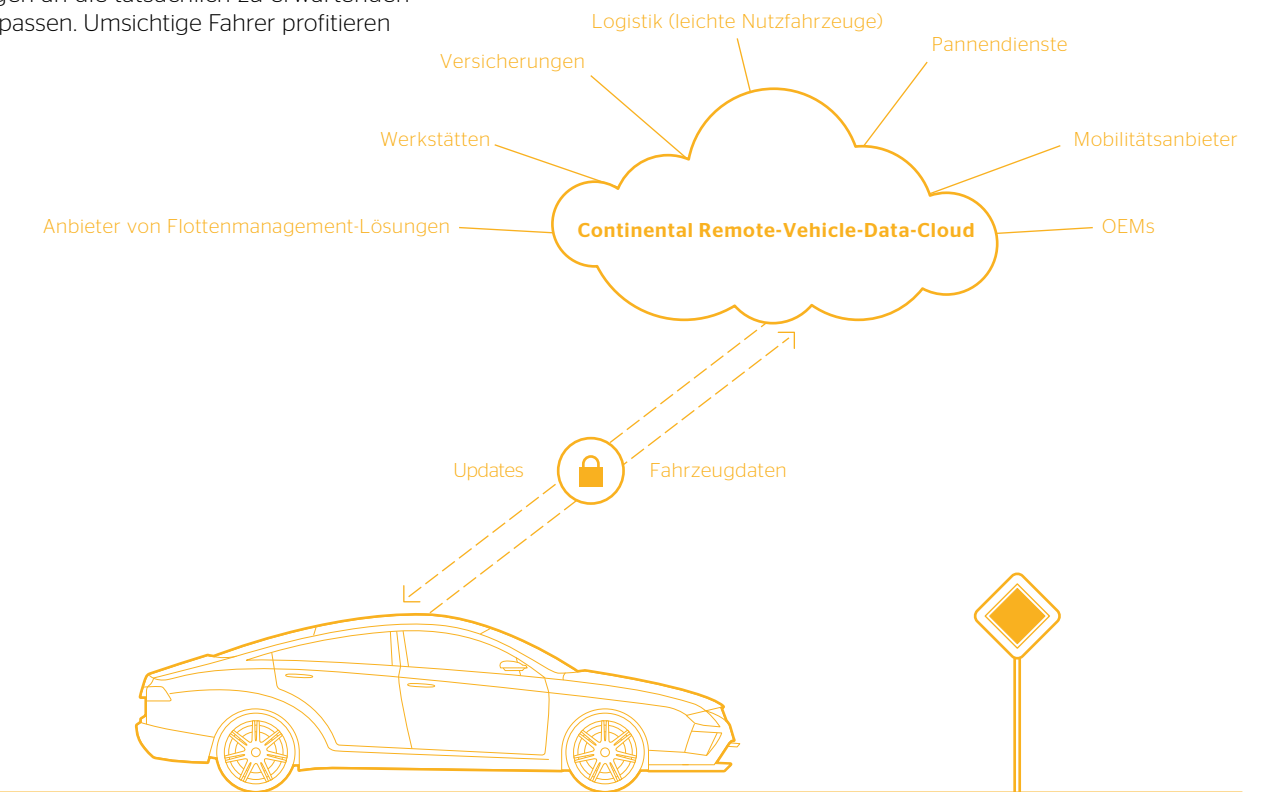 passen. Umsichtige Fahrer profitieren
Logistik (leichte Nutzfahrzeuge)
Pannendienste
Versicherungen
Werkstätten
Mobilitätsanbieter
Anbieter von Flottenmanagement-Lösungen
Continental Remote-Vehicle-Data-Cloud
OEMs
Updates
Fahrzeugdaten